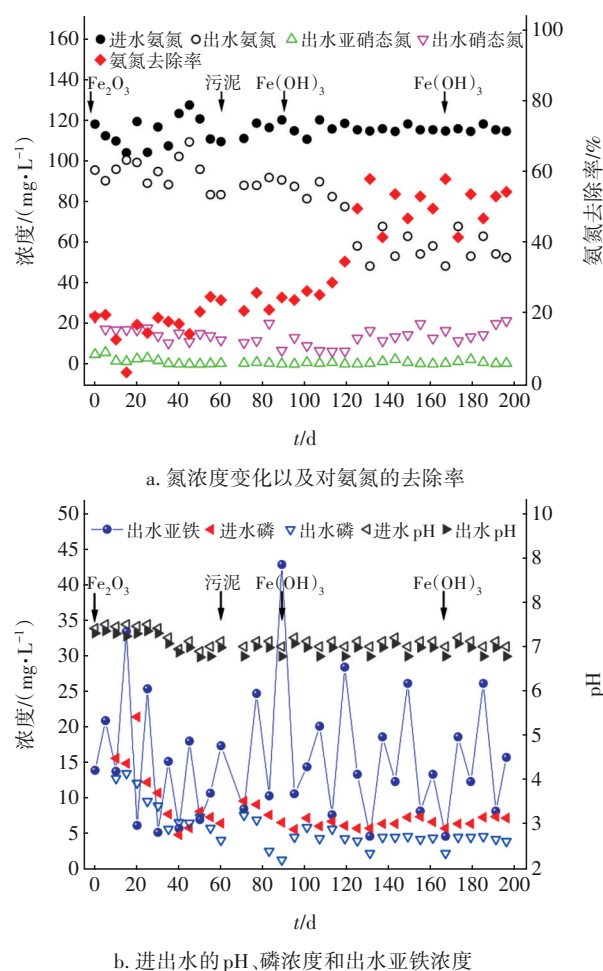 进水氨氮 出水氨氮 出水亚硝态氮 出水硝态氮
氨氮去除率
Fe₂O₃ 污泥 Fe(OH)₃ Fe(OH)₃
160
140
120
100
80
60
40
20
0
浓度/(mg•L⁻¹)
100
80
60
40
20
0
氨氮去除率/%
0 20 40 60 80 100 120 140 160 180 200
t/d
a. 氮浓度变化以及对氨氮的去除率
出水亚铁 进水磷 出水磷 进水pH 出水pH
Fe₂O₃ 污泥 Fe(OH)₃ Fe(OH)₃
50
45
40
35
30
25
20
15
10
5
0
浓度/(mg•L⁻¹)
10
8
8
7
6
5
4
3
2
pH
0 20 40 60 80 100 120 140 160 180 200
t/d
b. 进出水的pH、磷浓度和出水亚铁浓度